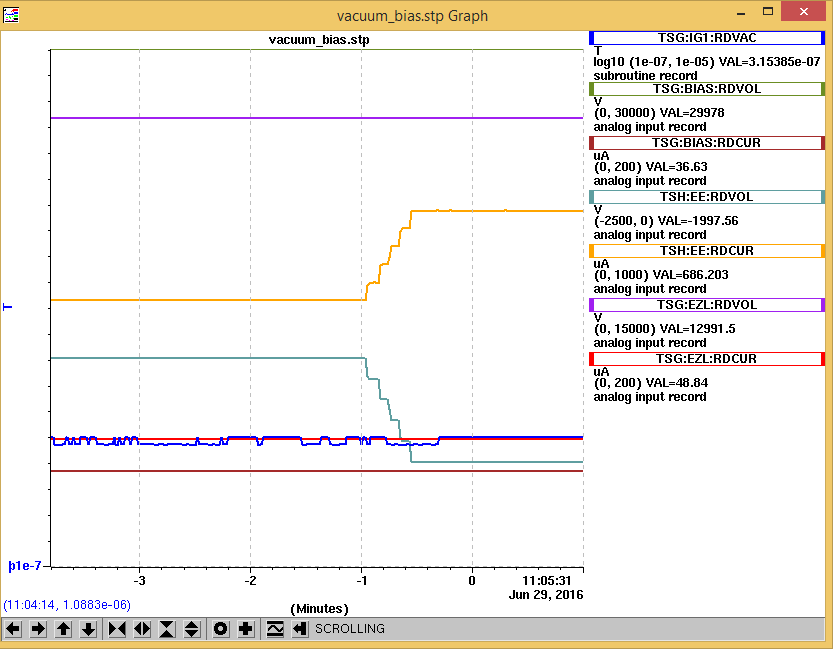 vacuum_bias.stp Graph
vacuum_bias.stp
TSG:IG1:RDVAC
T
log10 (1e-07, 1e-05) VAL=3.15385e-07
subroutine record
TSG:BIAS:RDVOL
V
(0, 30000) VAL=29978
analog input record
TSG:BIAS:RDCUR
uA
(0, 200) VAL=36.63
analog input record
TSH:EE:RDVOL
V
(-2500, 0) VAL=-1997.56
analog input record
TSH:EE:RDCUR
uA
(0, 1000) VAL=686.203
analog input record
TSG:EZL:RDVOL
V
(0, 15000) VAL=12991.5
analog input record
TSG:EZL:RDCUR
uA
(0, 200) VAL=48.84
analog input record
T
1e-7
-3 -2 -1 0 11:05:31
Jun 29, 2016
(11:04:14, 1.0883e-06)
(Minutes)
SCROLLING